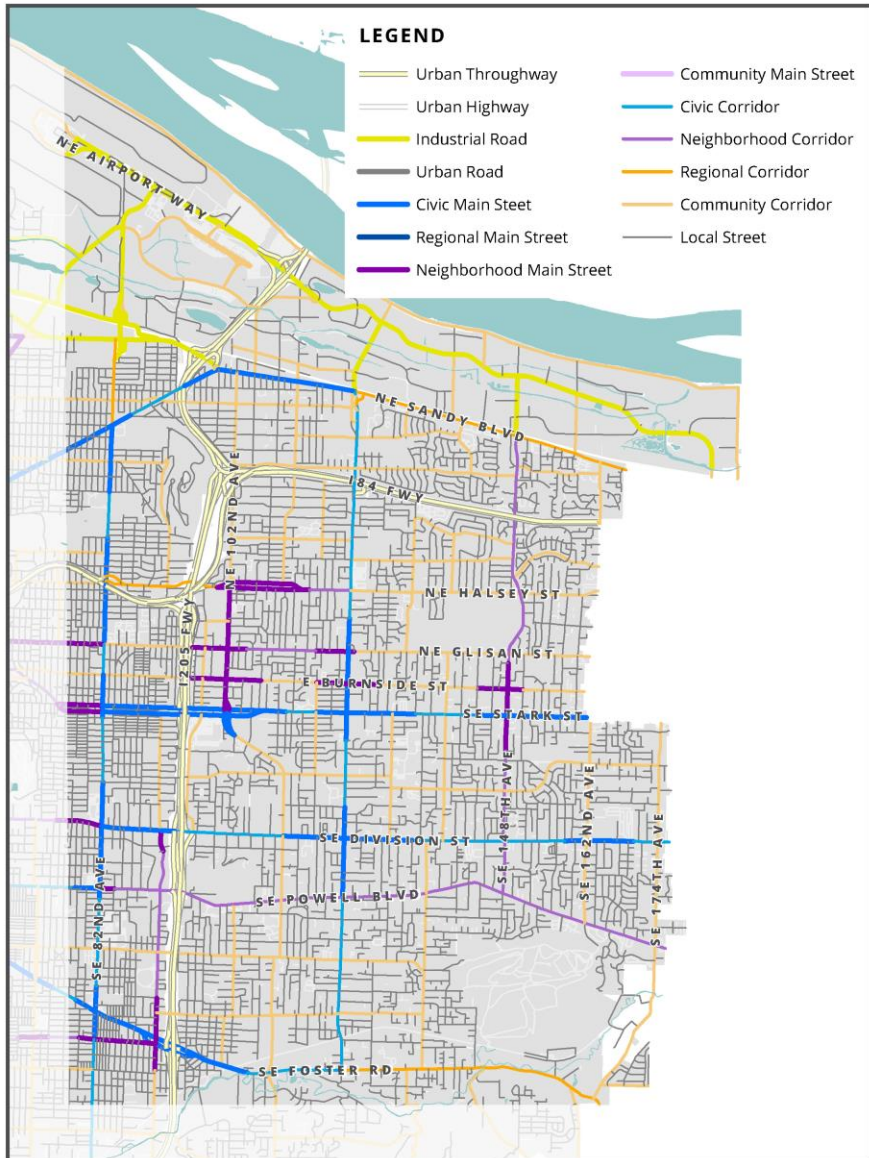 LEGEND
Urban Throughway
Urban Highway
Industrial Road
Urban Road
Civic Main Steet
Regional Main Street
Neighborhood Main Street
Community Main Street
Civic Corridor
Neighborhood Corridor
Regional Corridor
Community Corridor
Local Street
NE AIRPORT WAY
NE SANDY BLVD
I84 FWY
NE 102ND AVE
NE HALSEY ST
I205 FWY
NE GLISAN ST
E BURNSIDE ST
SE STARK ST
SE 148TH AVE
SE 162ND AVE
SE 174TH AVE
SE DIVISION ST
SE 82ND AVE
SE POWELL BLVD
SE FOSTER RD